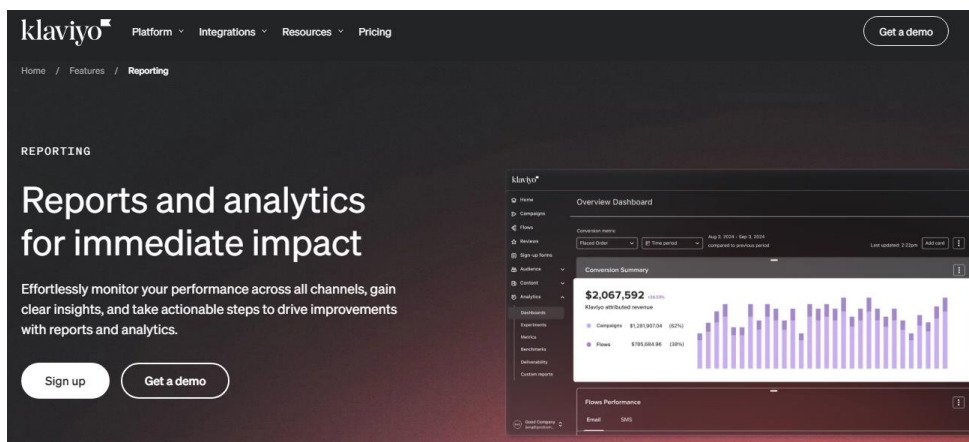 klaviyo
Platform Integrations Resources Pricing
Get a demo
Home / Features / Reporting
REPORTING
Reports and analytics
for immediate impact
Effortlessly monitor your performance across all channels, gain
clear insights, and take actionable steps to drive improvements
with reports and analytics.
Sign up
Get a demo
klaviyo
Home
Campaigns
Flows
Reviews
Sign-up forms
Audience
Content
Analytics
Dashboards
Experiments
Metrics
Benchmarks
Deliverability
Custom reports
Overview Dashboard
Conversion metric
Placed Order
Time period
Aug 3, 2024 - Sep 3, 2024
compared to previous period
Last updated: 2:22pm
Add card
Conversion Summary
$2,067,592
Klaviyo attributed revenue
Campaigns $1,281,907.04 (62%)
Flows $785,684.96 (38%)
Flows Performance
Email SMS